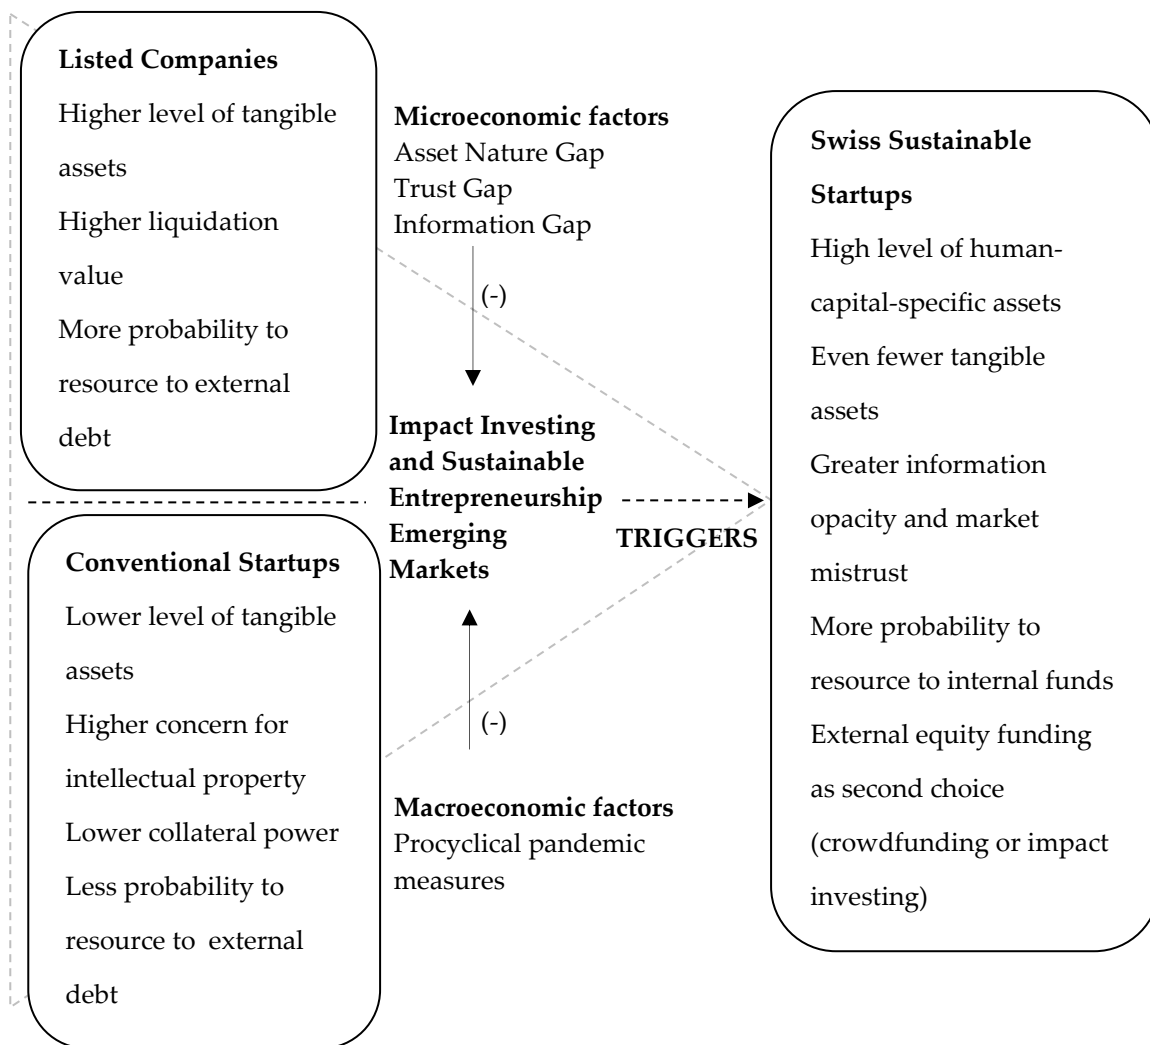 Listed Companies
Higher level of tangible
assets
Higher liquidation
value
More probability to
resource to external
debt
Conventional Startups
Lower level of tangible
assets
Higher concern for
intellectual property
Lower collateral power
Less probability to
resource to external
debt
Microeconomic factors
Asset Nature Gap
Trust Gap
Information Gap
(-)
Impact Investing
and Sustainable
Entrepreneurship
Emerging
Markets
TRIGGERS
(-)
Macroeconomic factors
Procyclical pandemic
measures
Swiss Sustainable
Startups
High level of human-
capital-specific assets
Even fewer tangible
assets
Greater information
opacity and market
mistrust
More probability to
resource to internal funds
External equity funding
as second choice
(crowdfunding or impact
investing)